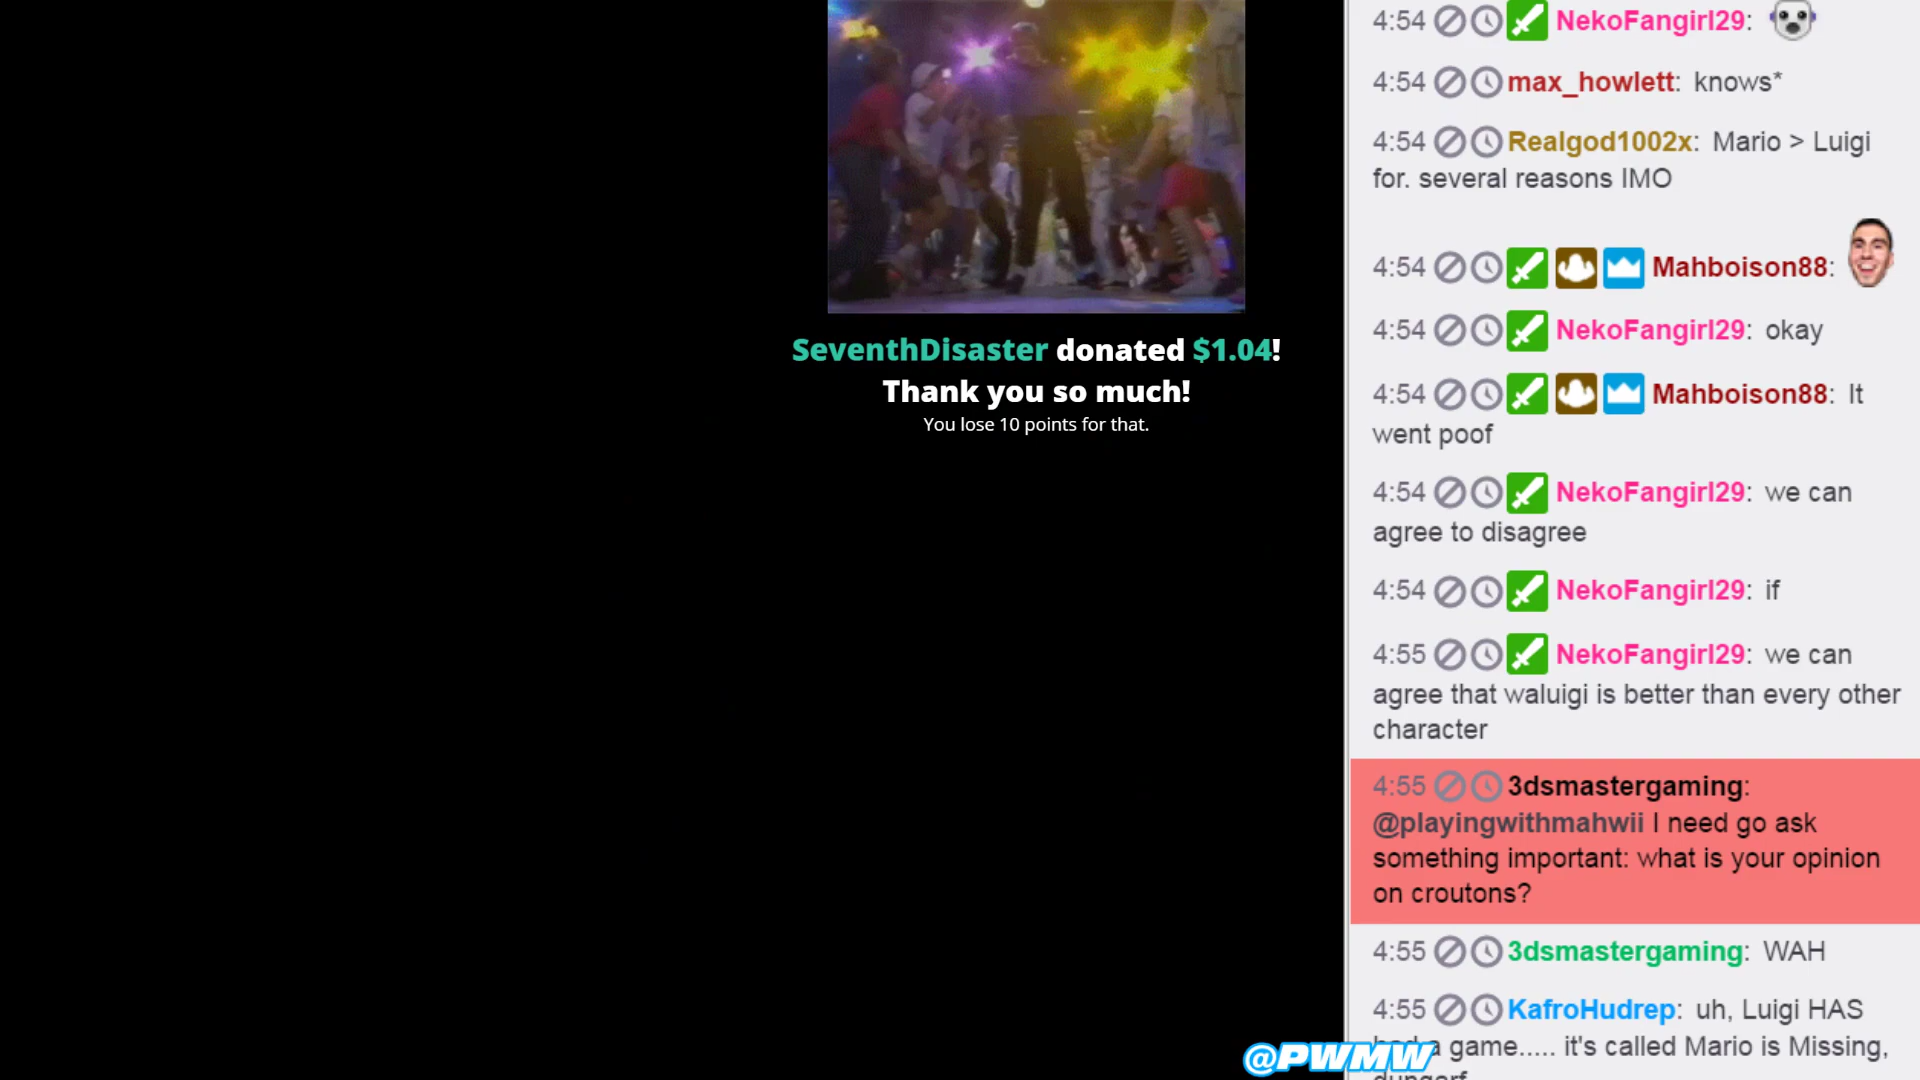 SeventhDisaster donated $1.04!
Thank you so much!
You lose 10 points for that.
4:54 NekoFangirl29:
4:54 max_howlett: knows*
4:54 Realgod1002x: Mario > Luigi
for. several reasons IMO
4:54 Mahboison88:
4:54 NekoFangirl29: okay
4:54 Mahboison88: It
went poof
4:54 NekoFangirl29: we can
agree to disagree
4:54 NekoFangirl29: if
4:55 NekoFangirl29: we can
agree that waluigi is better than every other
character
4:55 3dsmastergaming:
@playingwithmahwii I need go ask
something important: what is your opinion
on croutons?
4:55 3dsmastergaming: WAH
4:55 KafroHudrep: uh, Luigi HAS
a game..... it's called Mario is Missing,
@PWMW